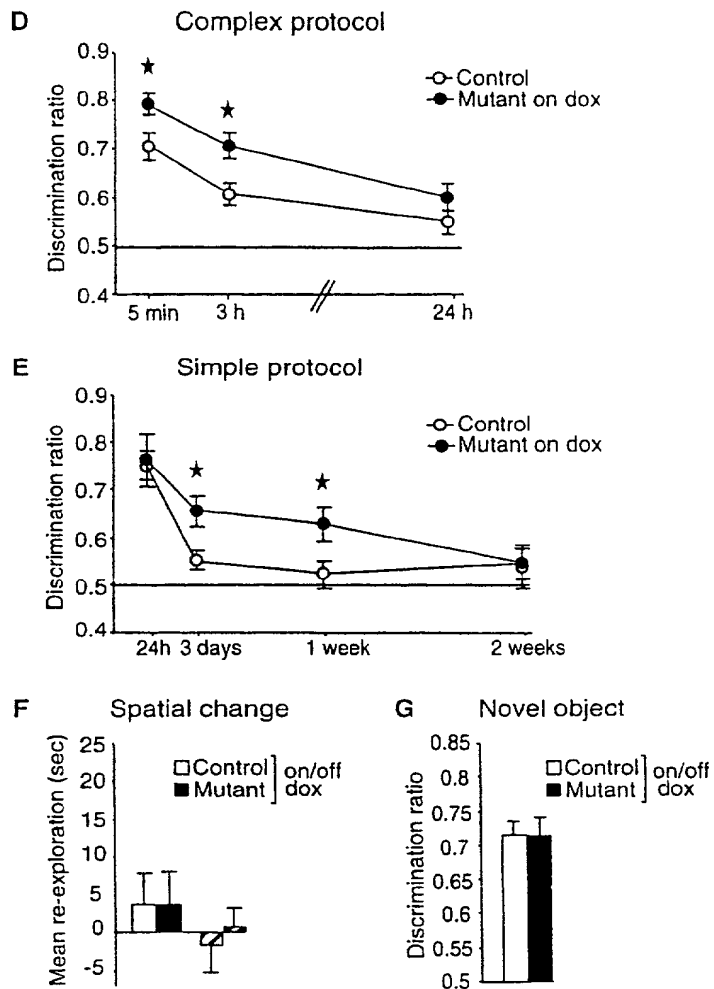 D Complex protocol
Discrimination ratio
0.9
0.8
0.7
0.6
0.5
0.4
Control
Mutant on dox
5 min 3 h 24 h
E Simple protocol
Discrimination ratio
0.9
0.8
0.7
0.6
0.5
0.4
Control
Mutant on dox
24h 3 days 1 week 2 weeks
F Spatial change
Mean re-exploration (sec)
25
20
15
10
5
0
-5
Control
Mutant
on/off
dox
G Novel object
Discrimination ratio
0.85
0.8
0.75
0.7
0.65
0.6
0.55
0.5
Control
Mutant
on/off
dox